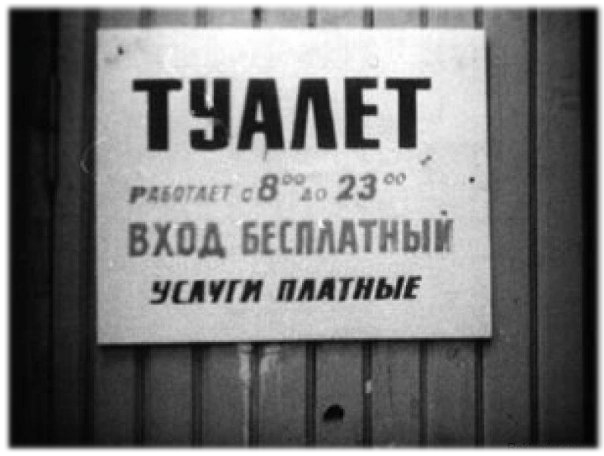 ТУАЛЕТ
РАБОТАЕТ с 8⁰⁰ до 23⁰⁰
ВХОД БЕСПЛАТНЫЙ
УСЛУГИ ПЛАТНЫЕ